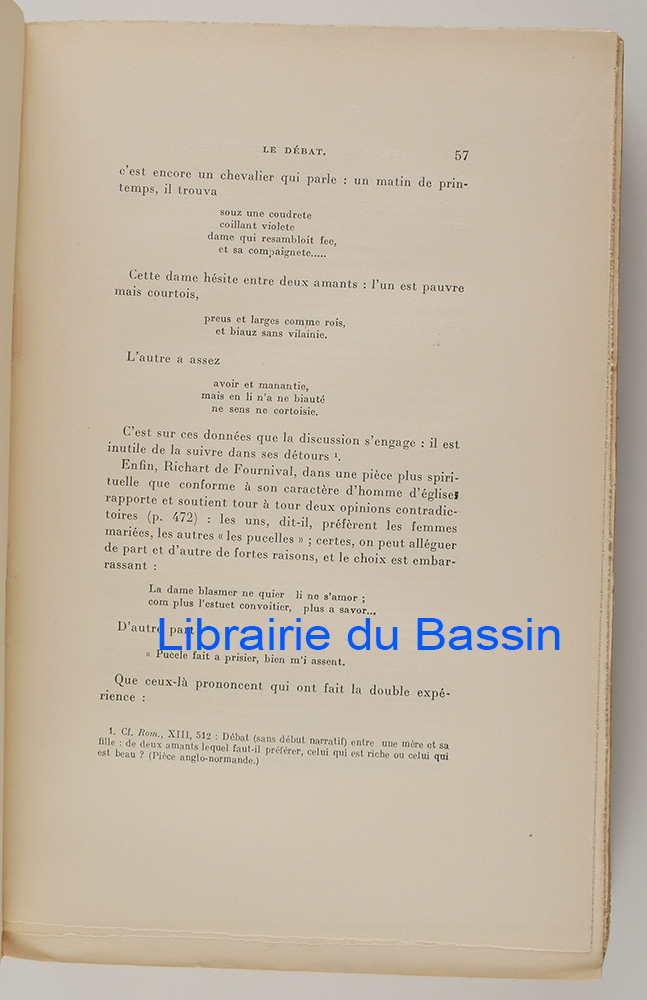 LE DÉBAT.
57
c'est encore un chevalier qui parle : un matin de prin-
temps, il trouva
souz une coudrete
coillant violete
dame qui resambloit fee,
et sa compaignete.....
Cette dame hésite entre deux amants : l'un est pauvre
mais courtois,
preus et larges comme rois,
et biauz sans vilainie.
L'autre a assez
avoir et manantie,
mais en li n'a ne biauté
ne sens ne cortoisie.
C'est sur ces données que la discussion s'engage : il est
inutile de la suivre dans ses détours ¹.
Enfin, Richart de Fournival, dans une pièce plus spiri-
tuelle que conforme à son caractère d'homme d'église,
rapporte et soutient tour à tour deux opinions contradic-
toires (p. 472) : les uns, dit-il, préfèrent les femmes
mariées, les autres « les pucelles » ; certes, on peut alléguer
de part et d'autre de fortes raisons, et le choix est embar-
rassant :
La dame blasmer ne quier li ne s'amor ;
com plus l'estuet convoitier, plus a savor...
D'autre part
Librairie du Bassin
« Pucele fait a prisier, bien m'i assent.
Que ceux-là prononcent qui ont fait la double expé-
rience :
1. Cf. Rom., XIII, 512 : Débat (sans début narratif) entre une mère et sa
fille : de deux amants lequel faut-il préférer, celui qui est riche ou celui qui
est beau ? (Pièce anglo-normande.)